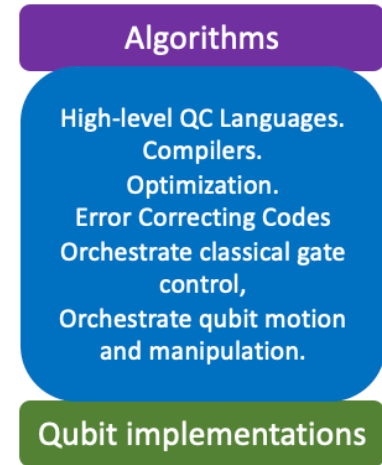 Algorithms
High-level QC Languages.
Compilers.
Optimization.
Error Correcting Codes
Orchestrate classical gate
control,
Orchestrate qubit motion
and manipulation.
Qubit implementations